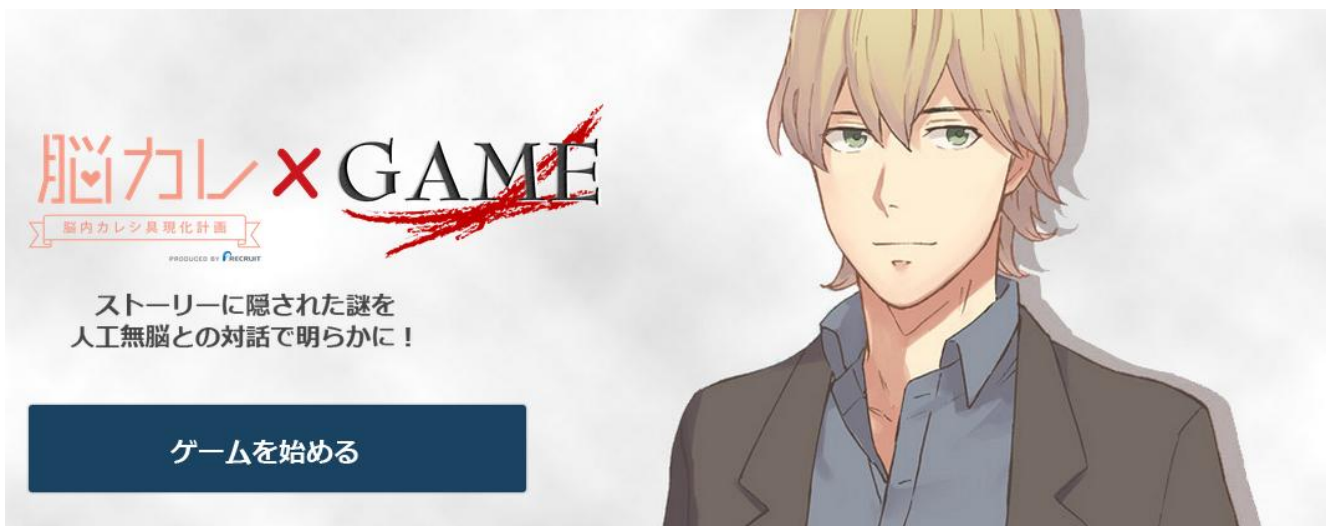 脳カレ×GAME
脳内カレシ具現化計画
PRODUCED BY RECRUIT
ストーリーに隠された謎を
人工無脳との対話で明らかに！
ゲームを始める